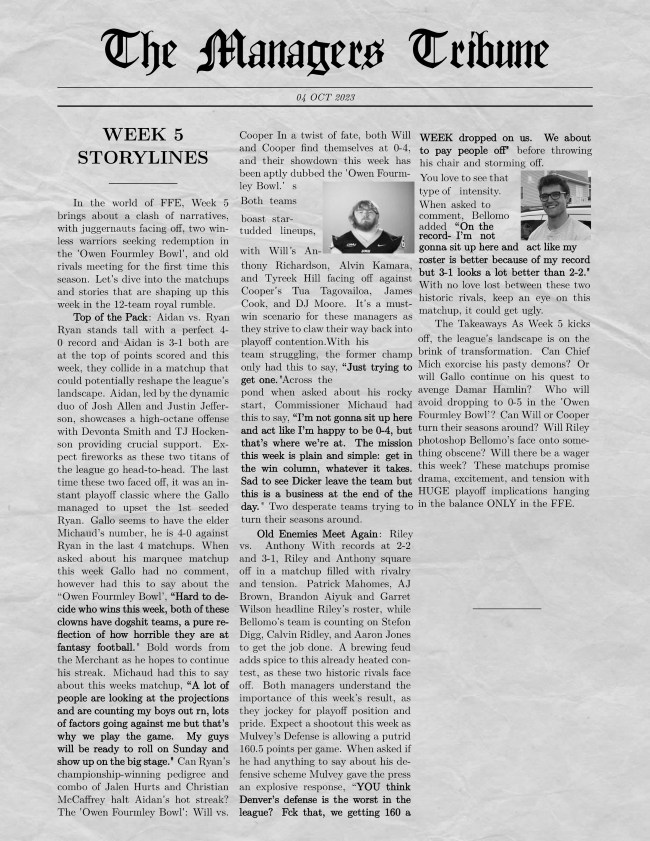 The Managers Tribune
04 OCT 2023
WEEK 5
STORYLINES
In the world of FFE, Week 5
brings about a clash of narratives,
with juggernauts facing off, two win-
less warriors seeking redemption in
the 'Owen Fourmley Bowl', and old
rivals meeting for the first time this
season. Let's dive into the matchups
and stories that are shaping up this
week in the 12-team royal rumble.
Top of the Pack: Aidan vs. Ryan
Ryan stands tall with a perfect 4-
0 record and Aidan is 3-1 both are
at the top of points scored and this
week, they collide in a matchup that
could potentially reshape the league's
landscape. Aidan, led by the dynamic
duo of Josh Allen and Justin Jeffer-
son, showcases a high-octane offense
with Devonta Smith and TJ Hocken-
son providing crucial support. Ex-
pect fireworks as these two titans of
the league go head-to-head. The last
time these two faced off, it was an in-
stant playoff classic where the Gallo
managed to upset the 1st seeded
Ryan. Gallo seems to have the elder
Michaud's number, he is 4-0 against
Ryan in the last 4 matchups. When
asked about his marquee matchup
this week Gallo had no comment,
however had this to say about the
"Owen Fourmley Bowl', "Hard to de-
cide who wins this week, both of these
clowns have dogshit teams, a pure re-
flection of how horrible they are at
fantasy football." Bold words from
the Merchant as he hopes to continue
his streak. Michaud had this to say
about this weeks matchup, "A lot of
people are looking at the projections
and are counting my boys out rn, lots
of factors going against me but that's
why we play the game. My guys
will be ready to roll on Sunday and
show up on the big stage." Can Ryan's
championship-winning pedigree and
combo of Jalen Hurts and Christian
McCaffrey halt Aidan's hot streak?
The 'Owen Fourmley Bowl': Will vs.
Cooper In a twist of fate, both Will
and Cooper find themselves at 0-4,
and their showdown this week has
been aptly dubbed the 'Owen Fourm-
ley Bowl.' s
Both teams
boast star-
tudded lineups,
with Will's An-
thony Richardson, Alvin Kamara,
and Tyreek Hill facing off against
Cooper's Tua Tagovailoa, James
Cook, and DJ Moore. It's a must-
win scenario for these managers as
they strive to claw their way back into
playoff contention.With his
team struggling, the former champ
only had this to say, "Just trying to
get one."Across the
pond when asked about his rocky
start, Commissioner Michaud had
this to say, "I'm not gonna sit up here
and act like I'm happy to be 0-4, but
that's where we're at. The mission
this week is plain and simple: get in
the win column, whatever it takes.
Sad to see Dicker leave the team but
this is a business at the end of the
day." Two desperate teams trying to
turn their seasons around.
Old Enemies Meet Again: Riley
vs. Anthony With records at 2-2
and 3-1, Riley and Anthony square
off in a matchup filled with rivalry
and tension. Patrick Mahomes, AJ
Brown, Brandon Aiyuk and Garret
Wilson headline Riley's roster, while
Bellomo's team is counting on Stefon
Digg, Calvin Ridley, and Aaron Jones
to get the job done. A brewing feud
adds spice to this already heated con-
test, as these two historic rivals face
off. Both managers understand the
importance of this week's result, as
they jockey for playoff position and
pride. Expect a shootout this week as
Mulvey's Defense is allowing a putrid
160.5 points per game. When asked if
he had anything to say about his de-
fensive scheme Mulvey gave the press
an explosive response, "YOU think
Denver's defense is the worst in the
league? Fck that, we getting 160 a
WEEK dropped on us. We about
to pay people off" before throwing
his chair and storming off.
You love to see that
type of intensity.
When asked to
comment, Bellomo
added "On the
record- I'm not
gonna sit up here and act like my
roster is better because of my record
but 3-1 looks a lot better than 2-2."
With no love lost between these two
historic rivals, keep an eye on this
matchup, it could get ugly.
The Takeaways As Week 5 kicks
off, the league's landscape is on the
brink of transformation. Can Chief
Mich exorcise his pasty demons? Or
will Gallo continue on his quest to
avenge Damar Hamlin? Who will
avoid dropping to 0-5 in the 'Owen
Fourmley Bowl'? Can Will or Cooper
turn their seasons around? Will Riley
photoshop Bellomo's face onto some-
thing obscene? Will there be a wager
this week? These matchups promise
drama, excitement, and tension with
HUGE playoff implications hanging
in the balance ONLY in the FFE.